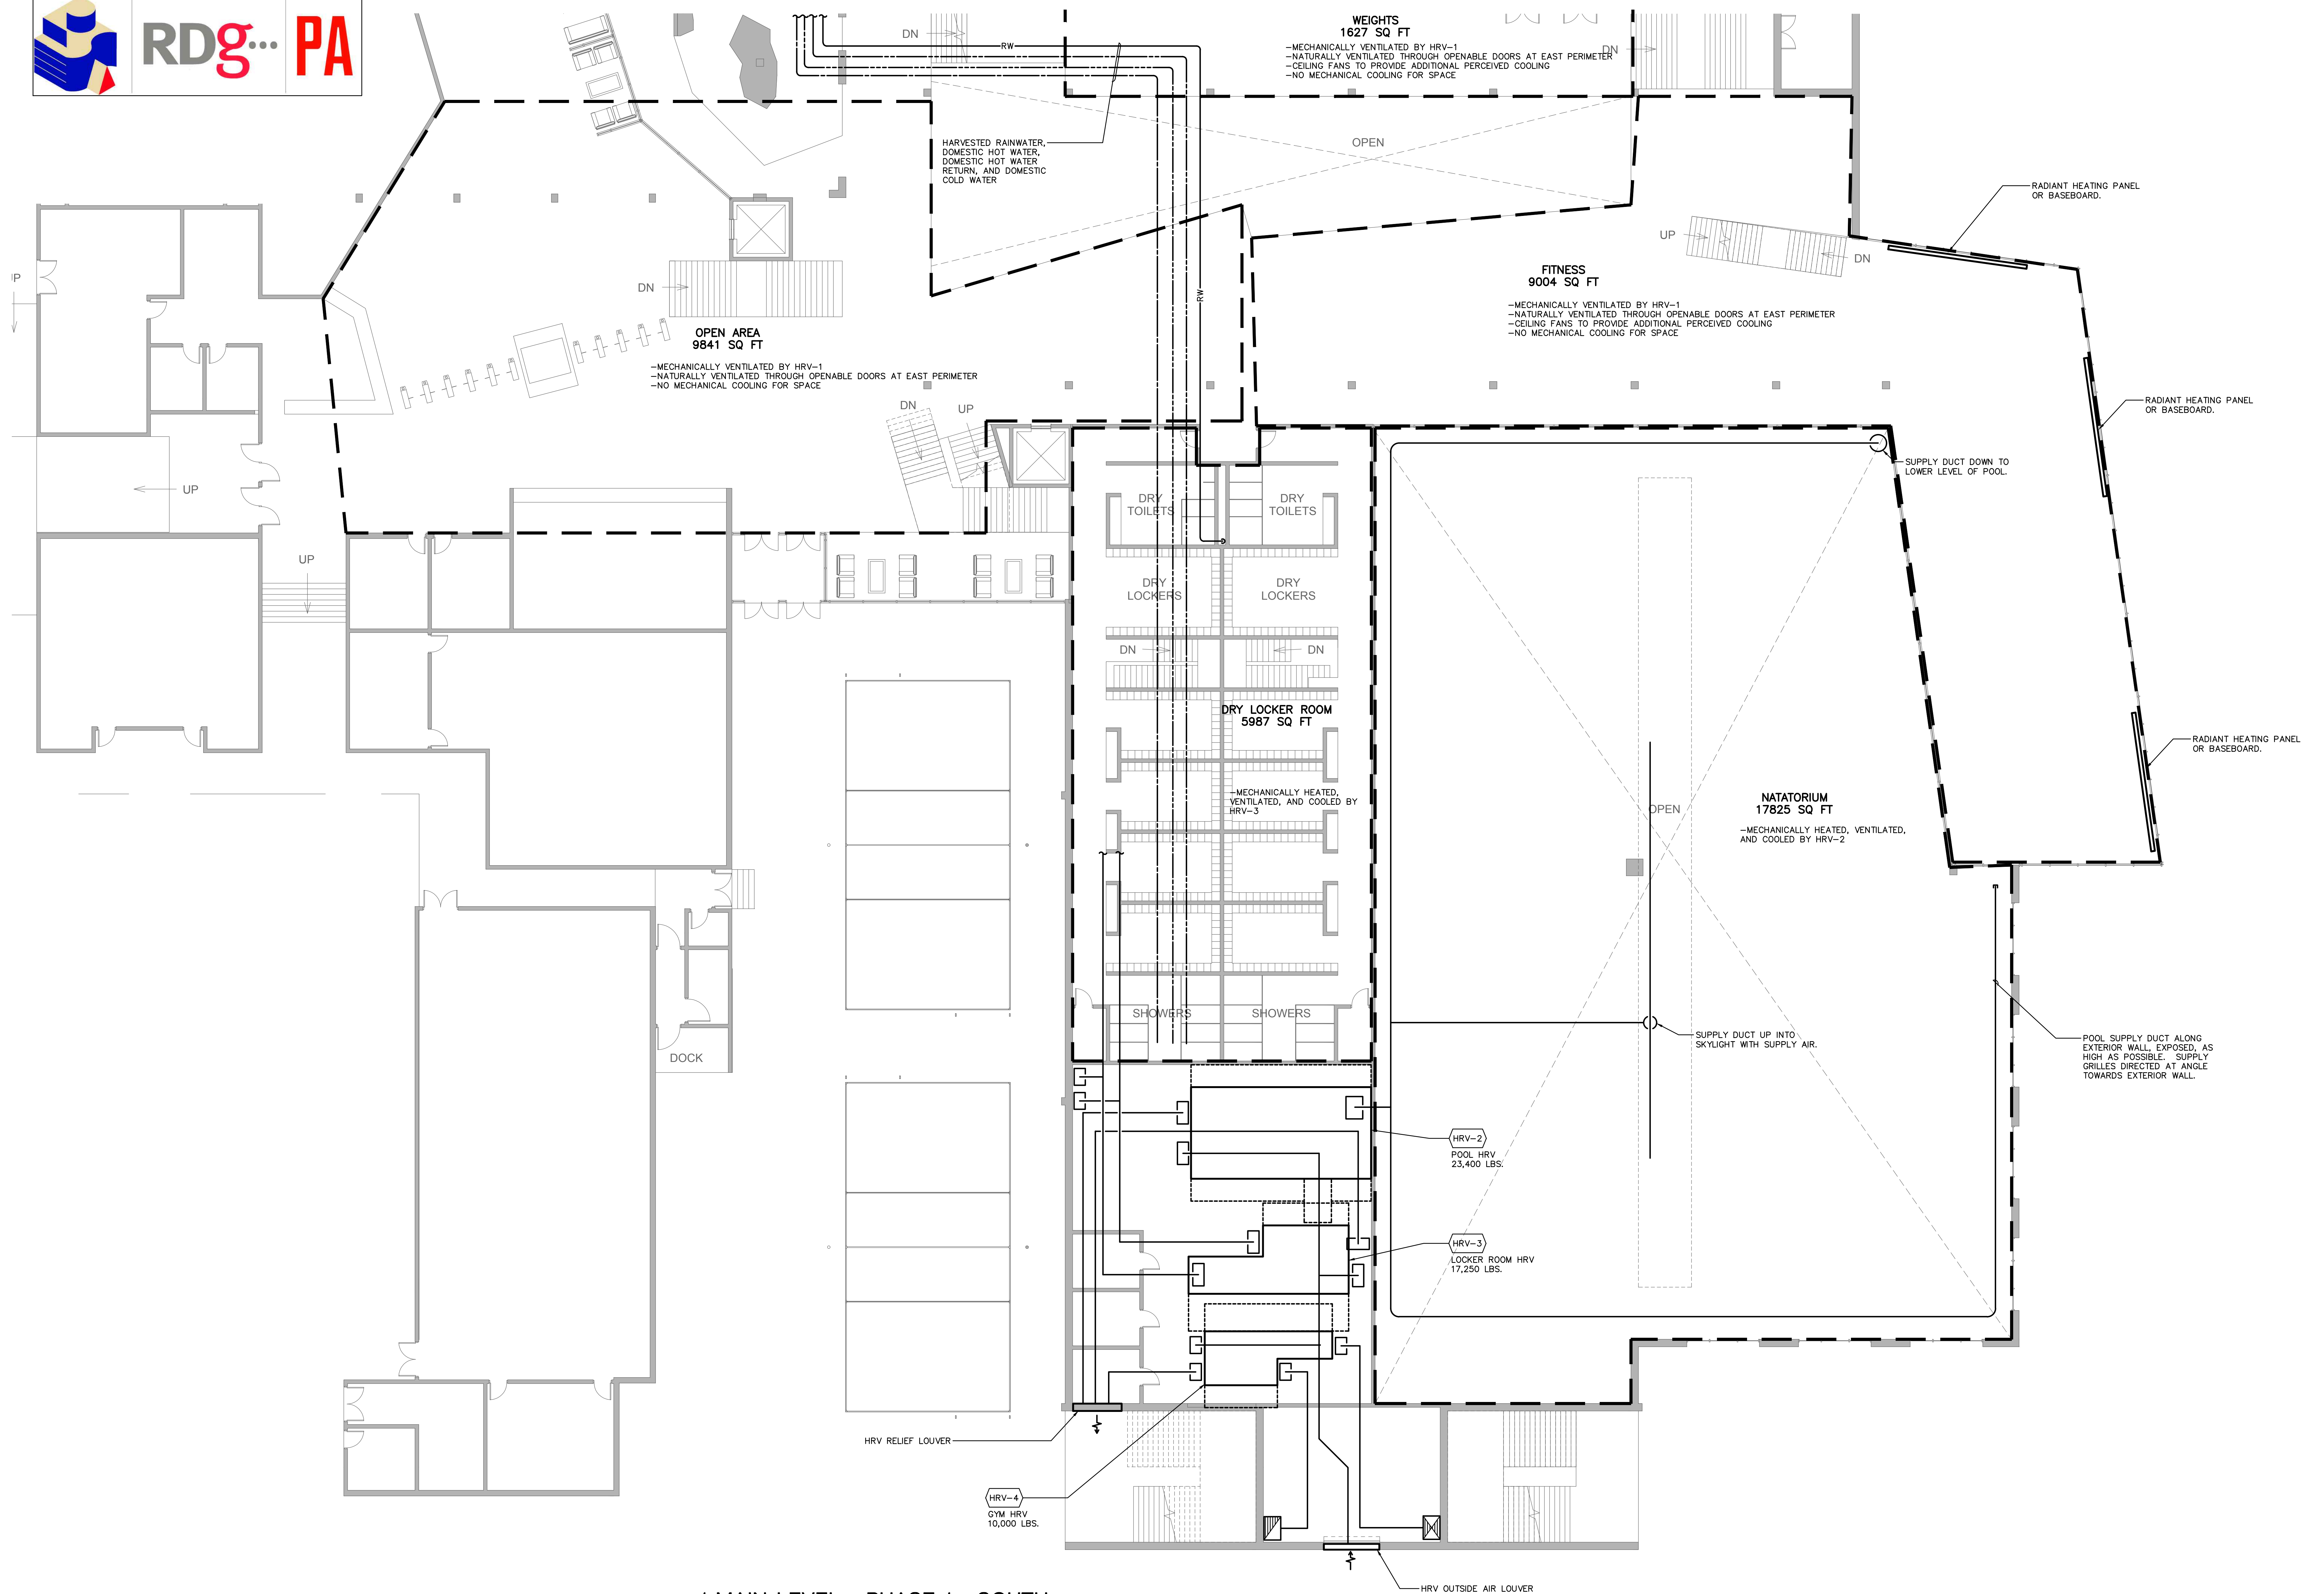 RDg... PA
WEIGHTS
1627 SQ FT
-MECHANICALLY VENTILATED BY HRV-1
-NATURALLY VENTILATED THROUGH OPENABLE DOORS AT EAST PERIMETER
-CEILING FANS TO PROVIDE ADDITIONAL PERCEIVED COOLING
-NO MECHANICAL COOLING FOR SPACE
DN
DN
RW
OPEN
HARVESTED RAINWATER,
DOMESTIC HOT WATER,
DOMESTIC HOT WATER
RETURN, AND DOMESTIC
COLD WATER
RADIANT HEATING PANEL
OR BASEBOARD.
UP
DN
FITNESS
9004 SQ FT
-MECHANICALLY VENTILATED BY HRV-1
-NATURALLY VENTILATED THROUGH OPENABLE DOORS AT EAST PERIMETER
-CEILING FANS TO PROVIDE ADDITIONAL PERCEIVED COOLING
-NO MECHANICAL COOLING FOR SPACE
RW
DN
OPEN AREA
9841 SQ FT
-MECHANICALLY VENTILATED BY HRV-1
-NATURALLY VENTILATED THROUGH OPENABLE DOORS AT EAST PERIMETER
-NO MECHANICAL COOLING FOR SPACE
DN
UP
RADIANT HEATING PANEL
OR BASEBOARD.
SUPPLY DUCT DOWN TO
LOWER LEVEL OF POOL.
UP
UP
DRY
TOILETS
DRY
TOILETS
DRY
LOCKERS
DRY
LOCKERS
DN
DN
DRY LOCKER ROOM
5987 SQ FT
-MECHANICALLY HEATED,
VENTILATED, AND COOLED BY
HRV-3
RADIANT HEATING PANEL
OR BASEBOARD.
OPEN
NATATORIUM
17825 SQ FT
-MECHANICALLY HEATED, VENTILATED,
AND COOLED BY HRV-2
SHOWERS
SHOWERS
SUPPLY DUCT UP INTO
SKYLIGHT WITH SUPPLY AIR.
POOL SUPPLY DUCT ALONG
EXTERIOR WALL, EXPOSED, AS
HIGH AS POSSIBLE. SUPPLY
GRILLES DIRECTED AT ANGLE
TOWARDS EXTERIOR WALL.
DOCK
HRV-2
POOL HRV
23,400 LBS.
HRV-3
LOCKER ROOM HRV
17,250 LBS.
HRV RELIEF LOUVER
HRV-4
GYM HRV
10,000 LBS.
HRV OUTSIDE AIR LOUVER